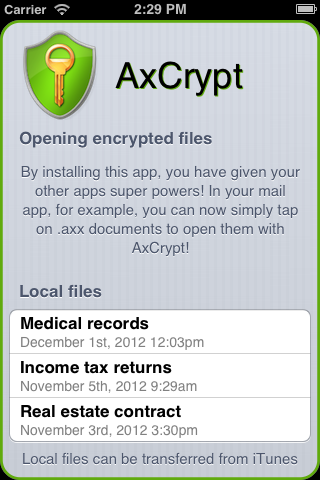 Carrier 2:29 PM
AxCrypt
Opening encrypted files
By installing this app, you have given your
other apps super powers! In your mail
app, for example, you can now simply tap
on .axx documents to open them with
AxCrypt!
Local files
Medical records
December 1st, 2012 12:03pm
Income tax returns
November 5th, 2012 9:29am
Real estate contract
November 3rd, 2012 3:30pm
Local files can be transferred from iTunes